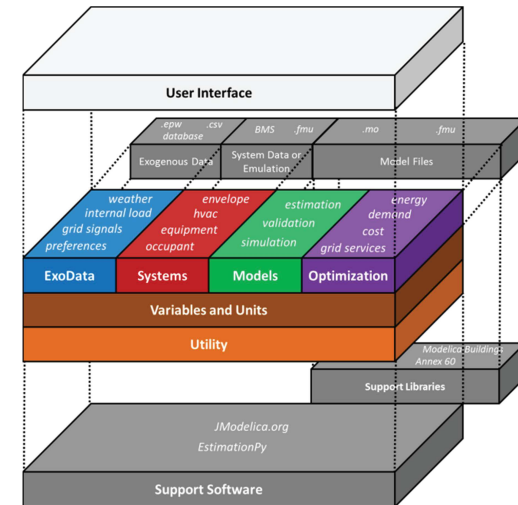 User Interface
.epw .csv
database
BMS .fmu
.mo .fmu
Exogenous Data
System Data or
Emulation
Model Files
weather
internal load
grid signals
preferences
envelope
hvac
equipment
occupant
estimation
validation
simulation
energy
demand
cost
grid services
ExoData
Systems
Models
Optimization
Variables and Units
Utility
Modelica Buildings
Annex 60
Support Libraries
JModelica.org
EstimationPy
Support Software